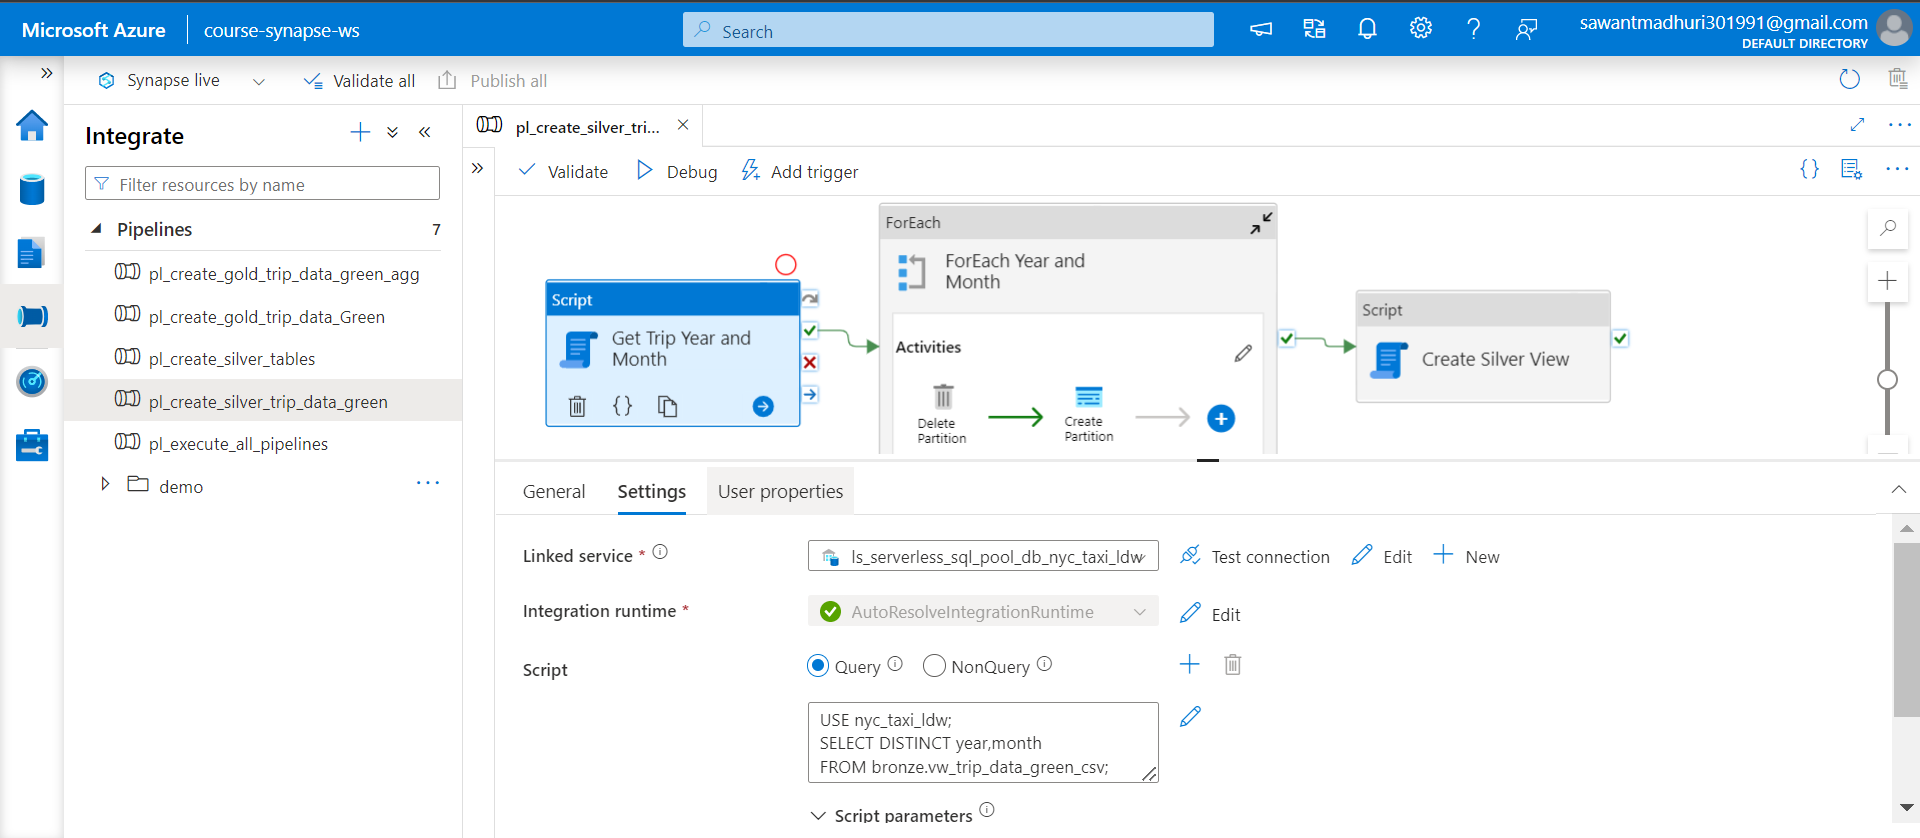 Microsoft Azure
course-synapse-ws
Search
sawantmadhuri301991@gmail.com
DEFAULT DIRECTORY
Synapse live
Validate all
Publish all
Integrate
Filter resources by name
Pipelines
7
pl_create_gold_trip_data_green_agg
pl_create_gold_trip_data_Green
pl_create_silver_tables
pl_create_silver_trip_data_green
pl_execute_all_pipelines
demo
pl_create_silver_tri...
Validate
Debug
Add trigger
Script
Get Trip Year and
Month
ForEach
ForEach Year and
Month
Activities
Delete
Partition
Create
Partition
Script
Create Silver View
General
Settings
User properties
Linked service *
ls_serverless_sql_pool_db_nyc_taxi_ldw
Test connection
Edit
New
Integration runtime *
AutoResolveIntegrationRuntime
Edit
Script
Query
NonQuery
USE nyc_taxi_ldw;
SELECT DISTINCT year,month
FROM bronze.vw_trip_data_green_csv;
Script parameters